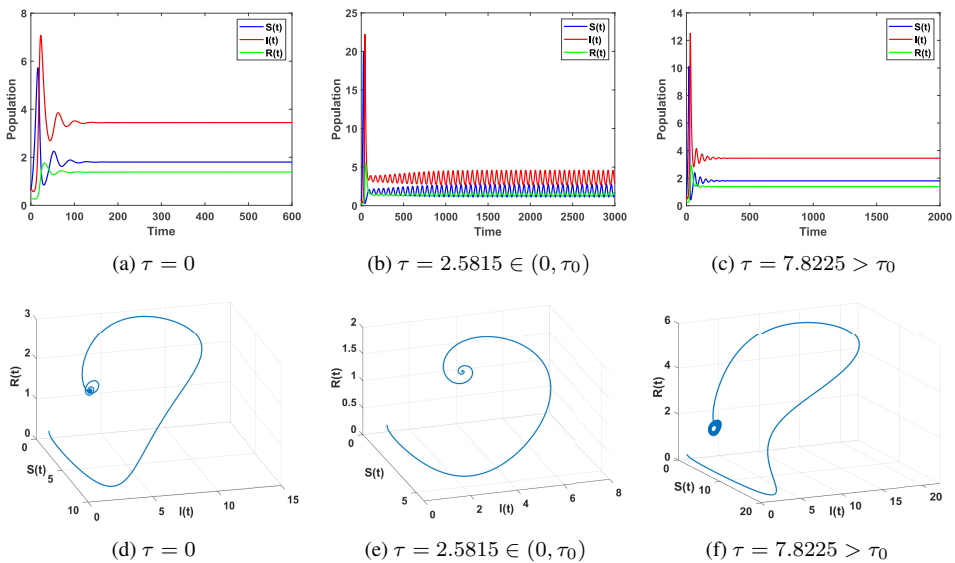 8
6
4
2
0
Population
0 100 200 300 400 500 600
Time
S(t)
I(t)
R(t)
(a) τ = 0
25
20
15
10
5
0
Population
0 500 1000 1500 2000 2500 3000
Time
S(t)
I(t)
R(t)
(b) τ = 2.5815 ∈ (0, τ₀)
14
12
10
8
6
4
2
0
Population
0 500 1000 1500 2000
Time
S(t)
I(t)
R(t)
(c) τ = 7.8225 > τ₀
3
2
1
0
R(t)
0
5
10
S(t)
0 5 10 15
I(t)
(d) τ = 0
2
1.5
1
0.5
0
R(t)
0
5
S(t)
0 2 4 6 8
I(t)
(e) τ = 2.5815 ∈ (0, τ₀)
6
4
2
0
R(t)
0
10
20
S(t)
0 5 10 15 20
I(t)
(f) τ = 7.8225 > τ₀